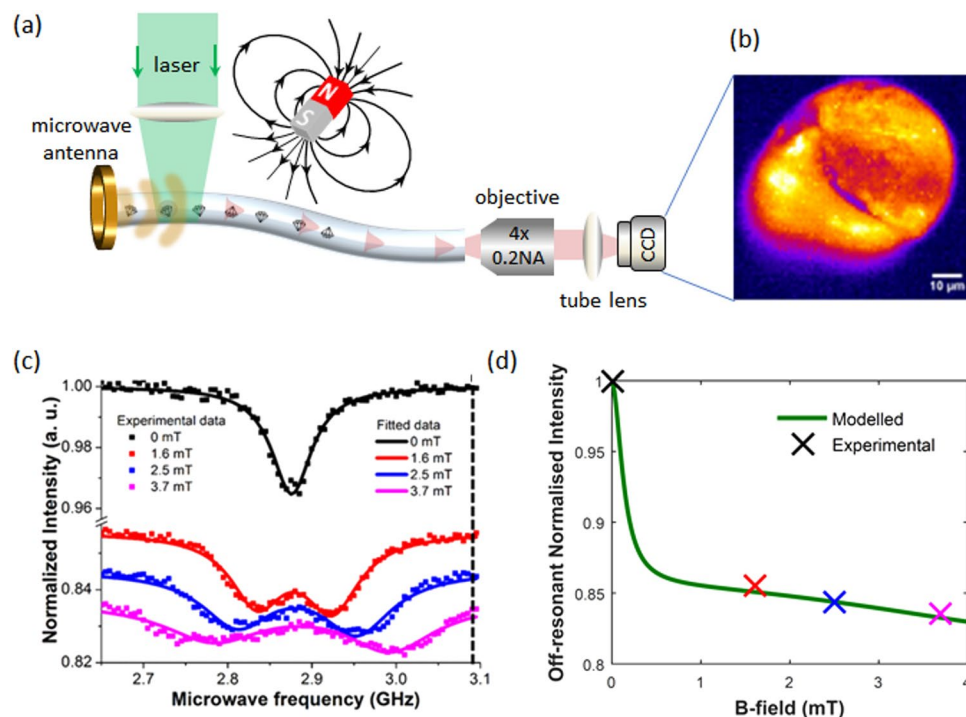 (a)
laser
microwave
antenna
N
S
objective
4x
0.2NA
tube lens
CCD
(b)
10 µm
(c)
Normalized Intensity (a. u.)
1.00
0.98
0.96
0.84
0.82
Experimental data
0 mT
1.6 mT
2.5 mT
3.7 mT
Fitted data
0 mT
1.6 mT
2.5 mT
3.7 mT
2.7 2.8 2.9 3.0 3.1
Microwave frequency (GHz)
(d)
Off-resonant Normalised Intensity
1
0.95
0.9
0.85
0.8
Modelled
Experimental
0 1 2 3 4
B-field (mT)